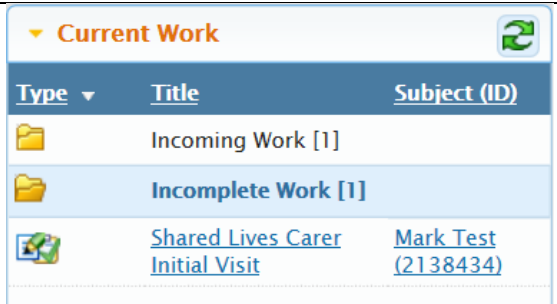 Current Work
Type Title Subject (ID)
Incoming Work [1]
Incomplete Work [1]
Shared Lives Carer Mark Test
Initial Visit (2138434)